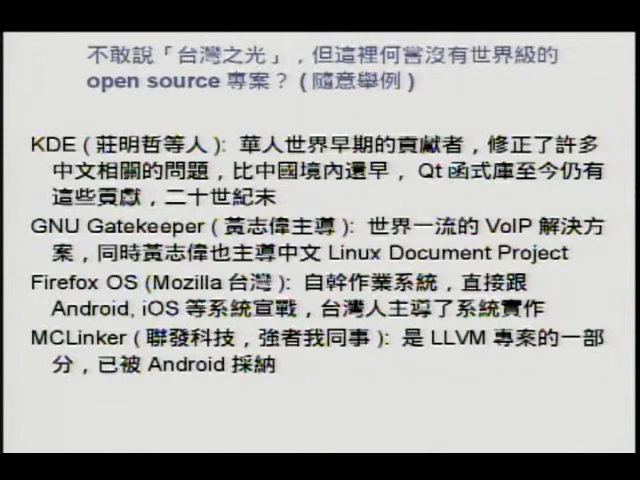 不敢說「台灣之光」，但這裡何嘗沒有世界級的
open source 專案？ ( 隨意舉例 )
KDE ( 莊明哲等人 ): 華人世界早期的貢獻者，修正了許多
中文相關的問題，比中國境內還早， Qt 函式庫至今仍有
這些貢獻，二十世紀末
GNU Gatekeeper ( 黃志偉主導 ): 世界一流的 VoIP 解決方
案，同時黃志偉也主導中文 Linux Document Project
Firefox OS (Mozilla 台灣 ): 自幹作業系統，直接跟
Android, iOS 等系統宣戰，台灣人主導了系統實作
MCLinker ( 聯發科技，強者我同事 ): 是 LLVM 專案的一部
分，已被 Android 採納